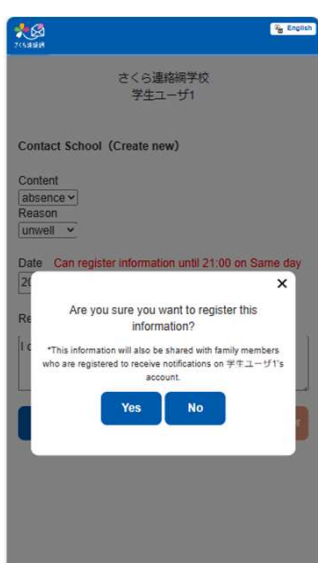 さくら連絡網
English
さくら連絡網学校
学生ユーザ1
Contact School（Create new）
Content
absence
Reason
unwell
Date Can register information until 21:00 on Same day
20
Are you sure you want to register this
information?
*This information will also be shared with family members
who are registered to receive notifications on 学生ユーザ1's
account.
Yes No